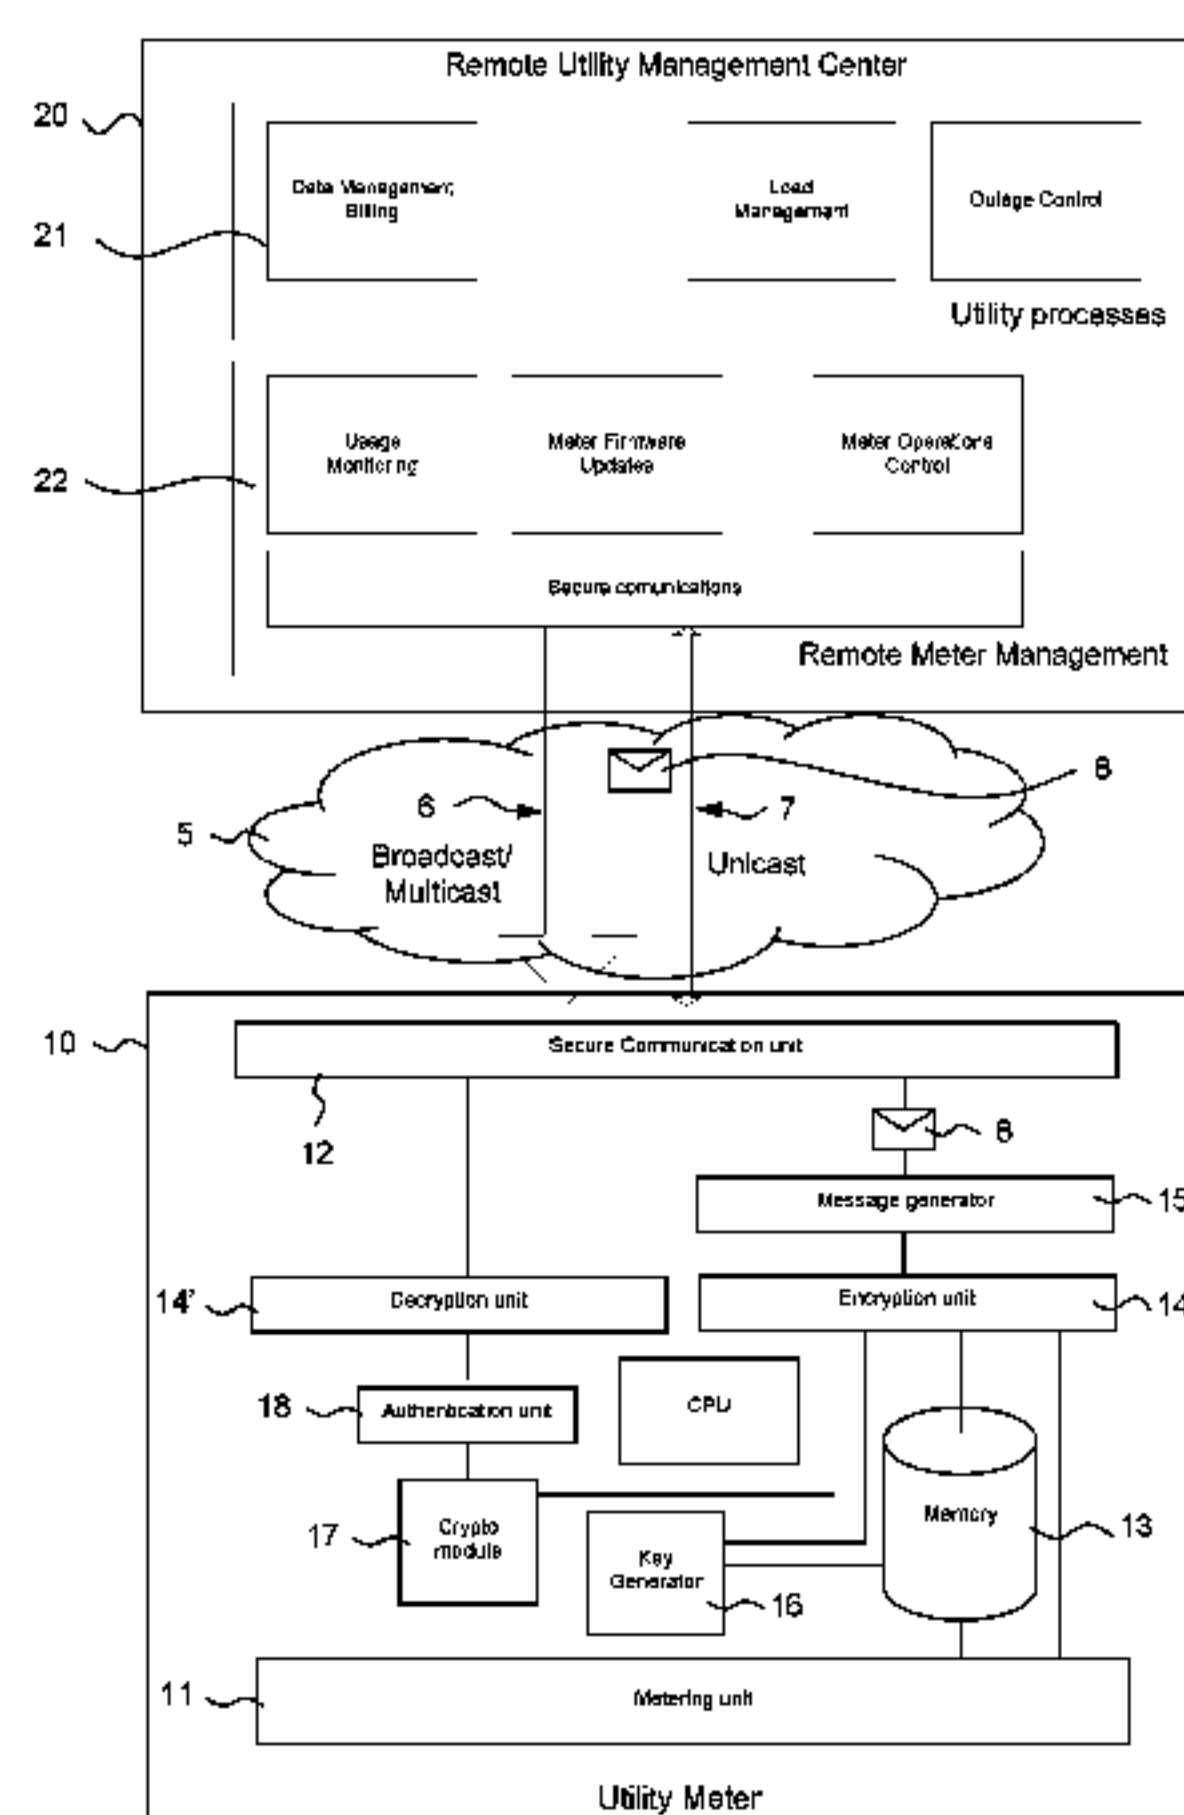 Remote Utility Management Center
20
Data Management,
Billing
Load
Management
Outage Control
21
Utility processes
Usage
Monitoring
Meter Firmware
Updates
Meter Operations
Control
22
Secure comunications
Remote Meter Management
8
6
7
5
Broadcast/
Multicast
Unicast
10
Secure Communication unit
12
8
Message generator
15
14'
Decryption unit
Encryption unit
14
18
Authentication unit
CPU
17
Crypto
module
Key
Generator
16
Memory
13
11
Metering unit
Utility Meter